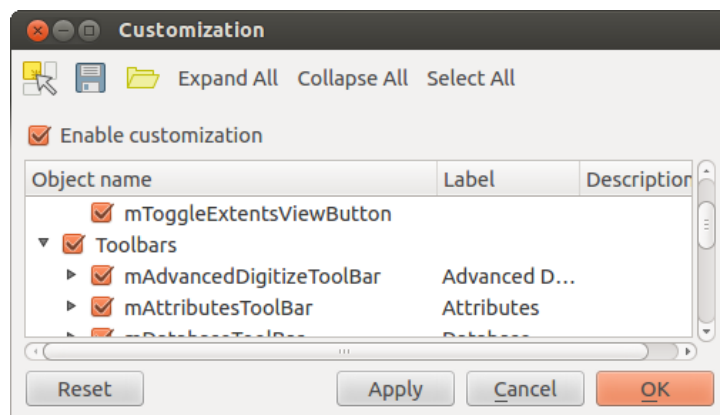 Customization
Expand All Collapse All Select All
Enable customization
Object name Label Description
mToggleExtentsViewButton
Toolbars
mAdvancedDigitizeToolBar Advanced D...
mAttributesToolBar Attributes
Reset Apply Cancel OK